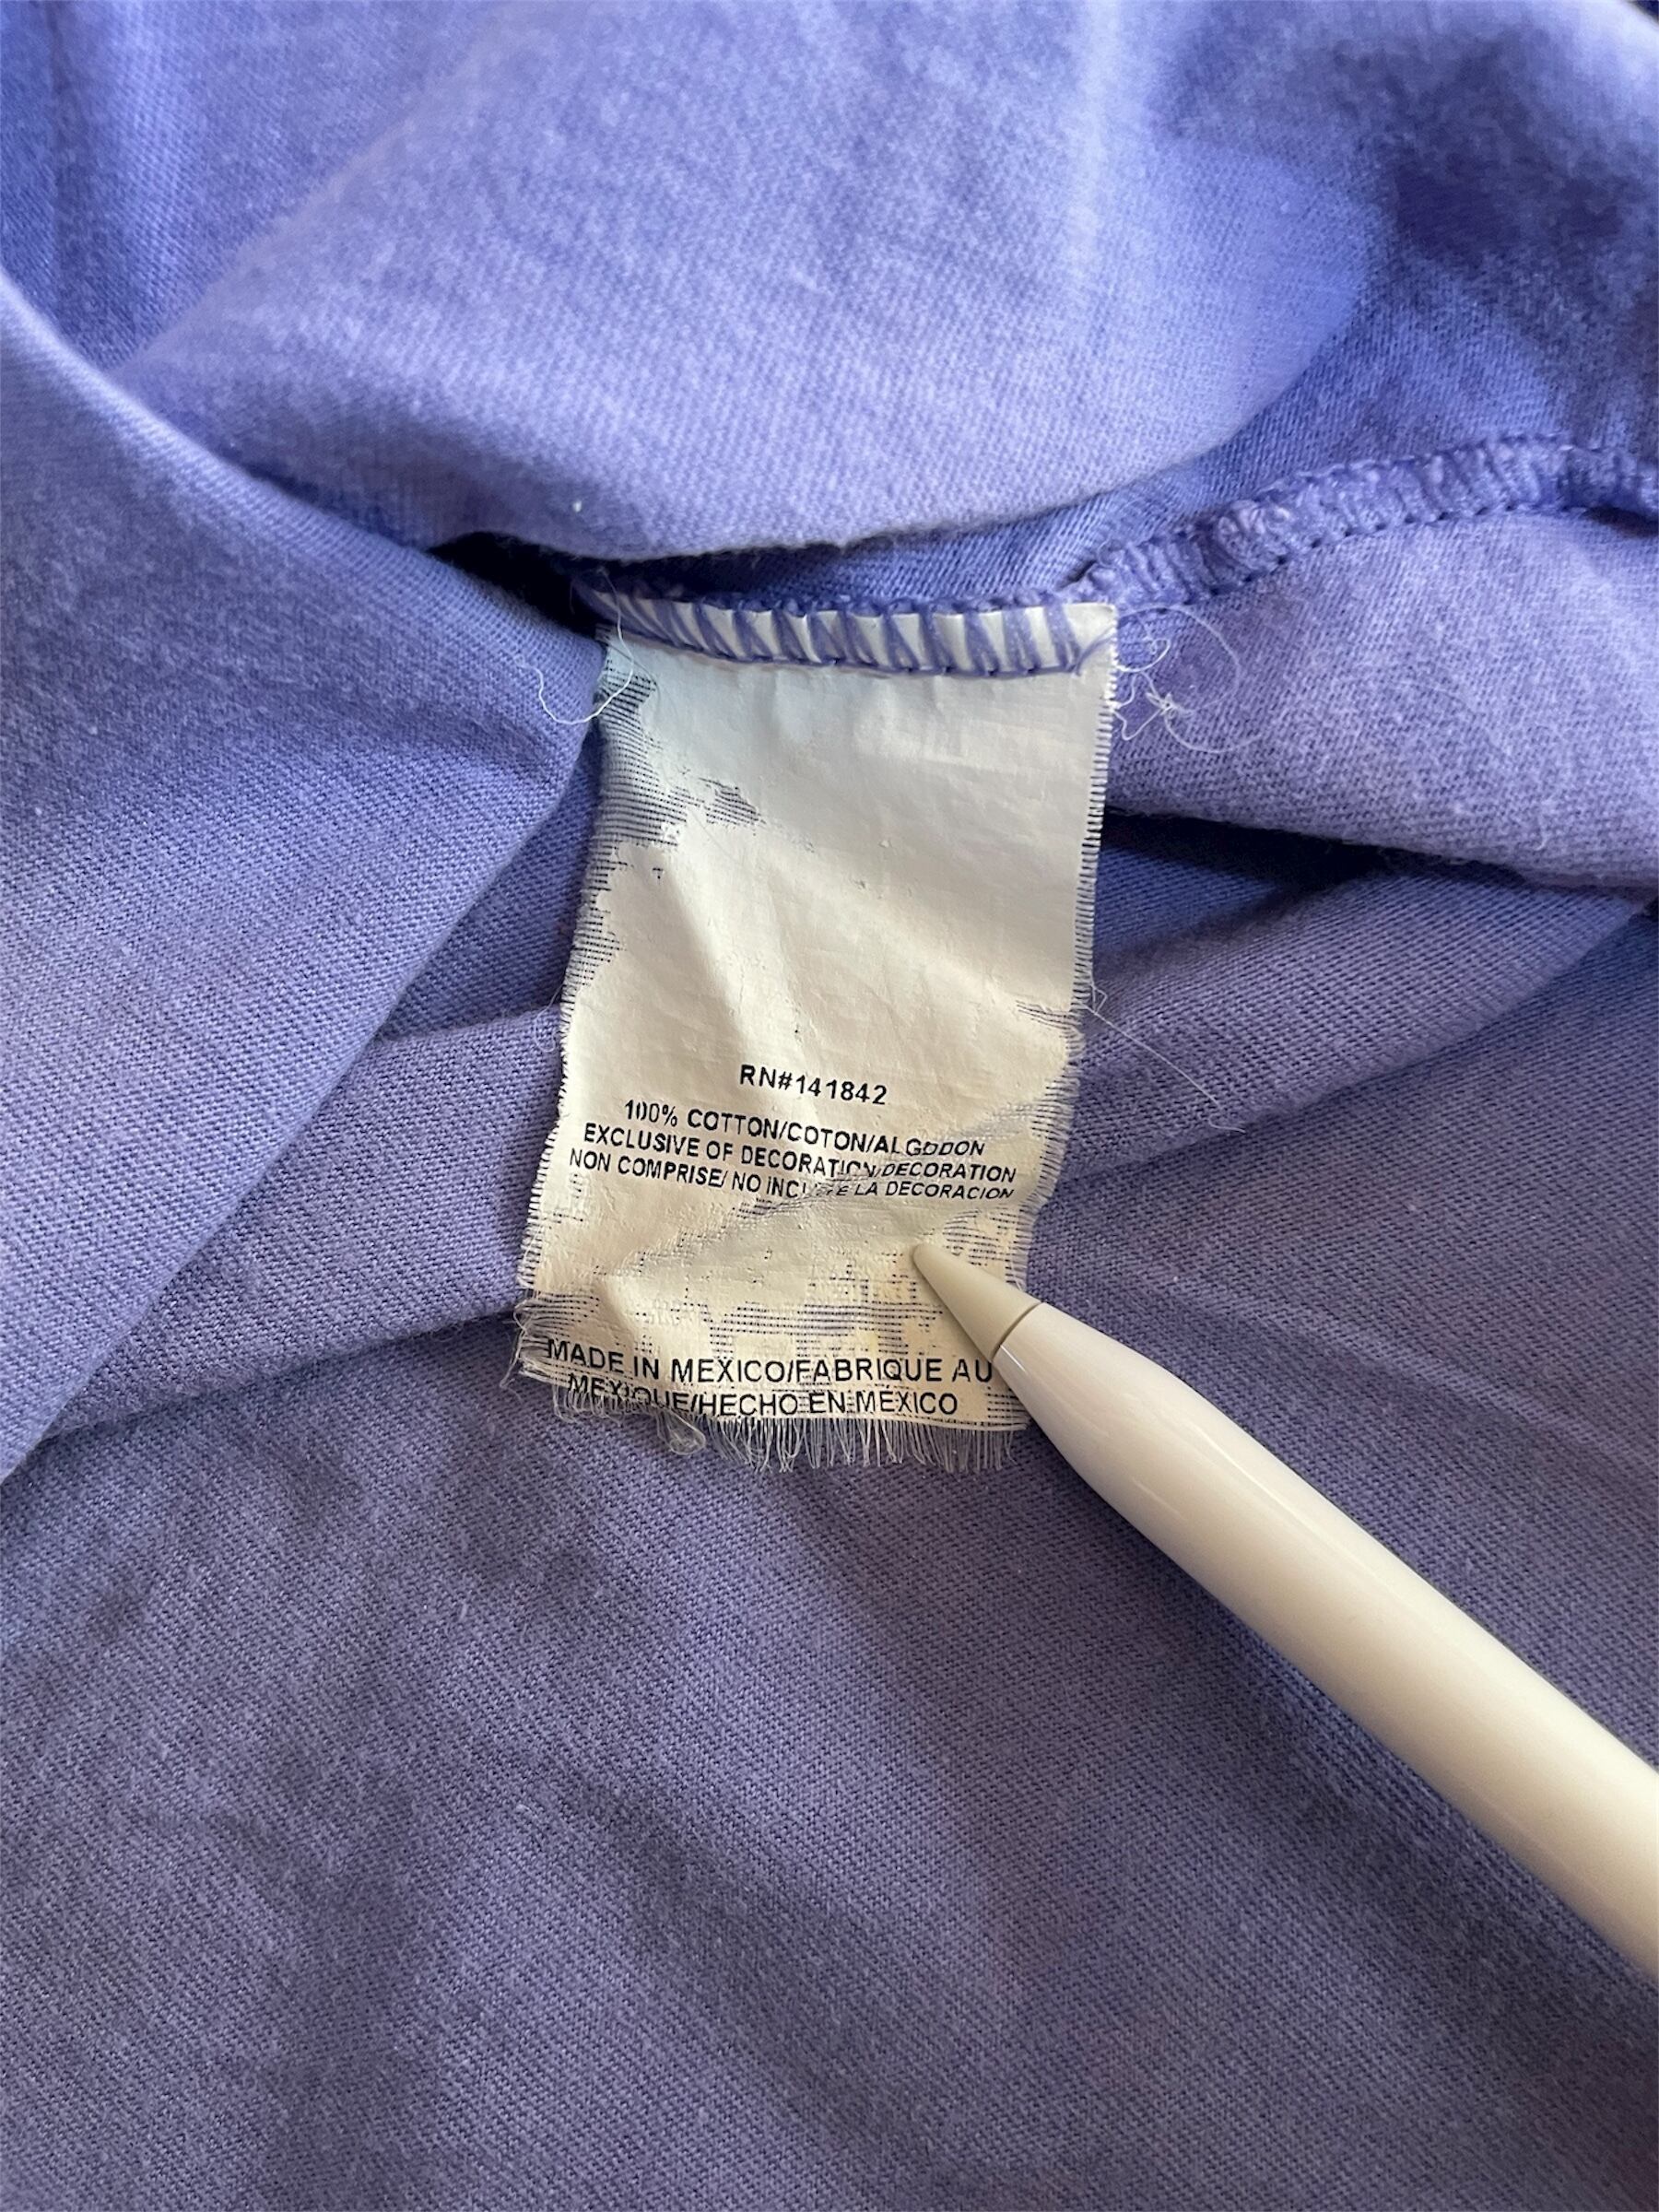 RN#141842
100% COTTON/COTON/ALGODON
EXCLUSIVE OF DECORATION/DECORATION
NON COMPRISE/ NO INCLUYE LA DECORACION
MADE IN MEXICO/FABRIQUE AU
MEXIQUE/HECHO EN MÉXICO